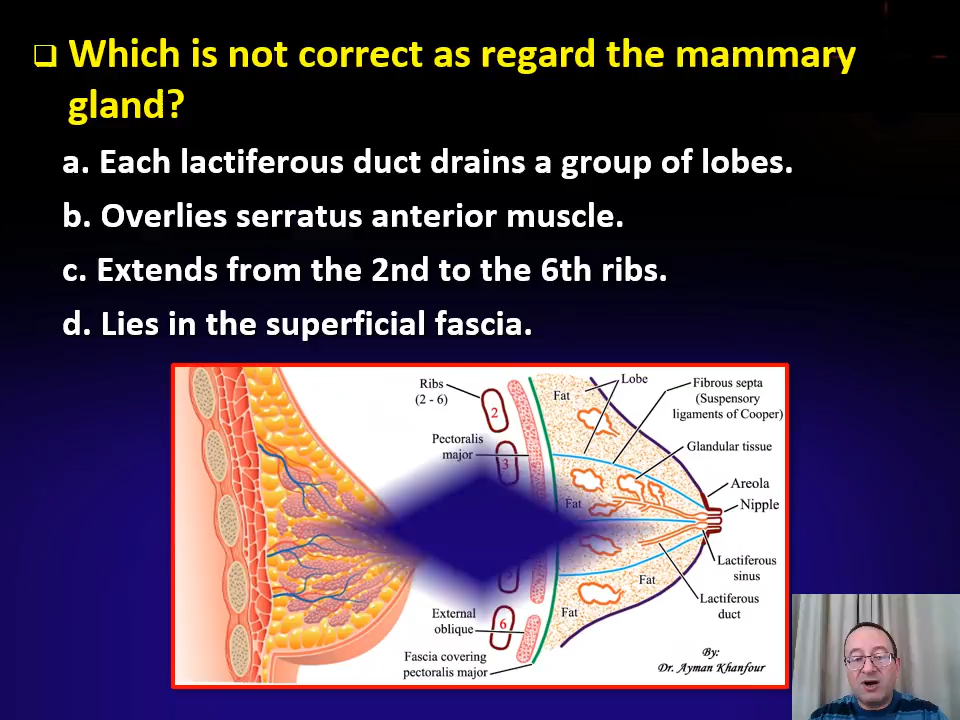 ❑ Which is not correct as regard the mammary
gland?
a. Each lactiferous duct drains a group of lobes.
b. Overlies serratus anterior muscle.
c. Extends from the 2nd to the 6th ribs.
d. Lies in the superficial fascia.
Ribs
(2 - 6)
2
Pectoralis
major
3
External
oblique
6
Fascia covering
pectoralis major
Lobe
Fat
Fibrous septa
(Suspensory
ligaments of Cooper)
Glandular tissue
Areola
Nipple
Fat
Lactiferous
sinus
Fat
Lactiferous
duct
Fat
By:
Dr. Ayman Khanfour